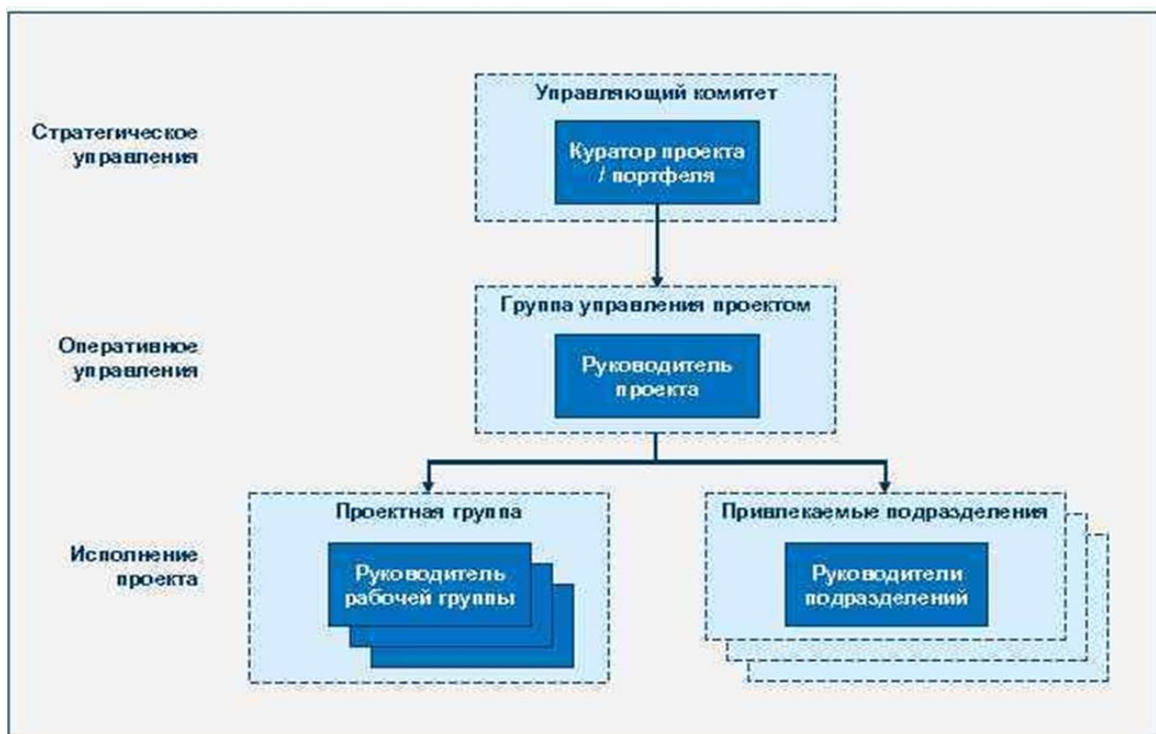 Управляющий комитет
Стратегическое
управления
Куратор проекта
/ портфеля
Группа управления проектом
Оперативное
управления
Руководитель
проекта
Проектная группа
Привлекаемые подразделения
Исполнение
проекта
Руководитель
рабочей группы
Руководители
подразделений